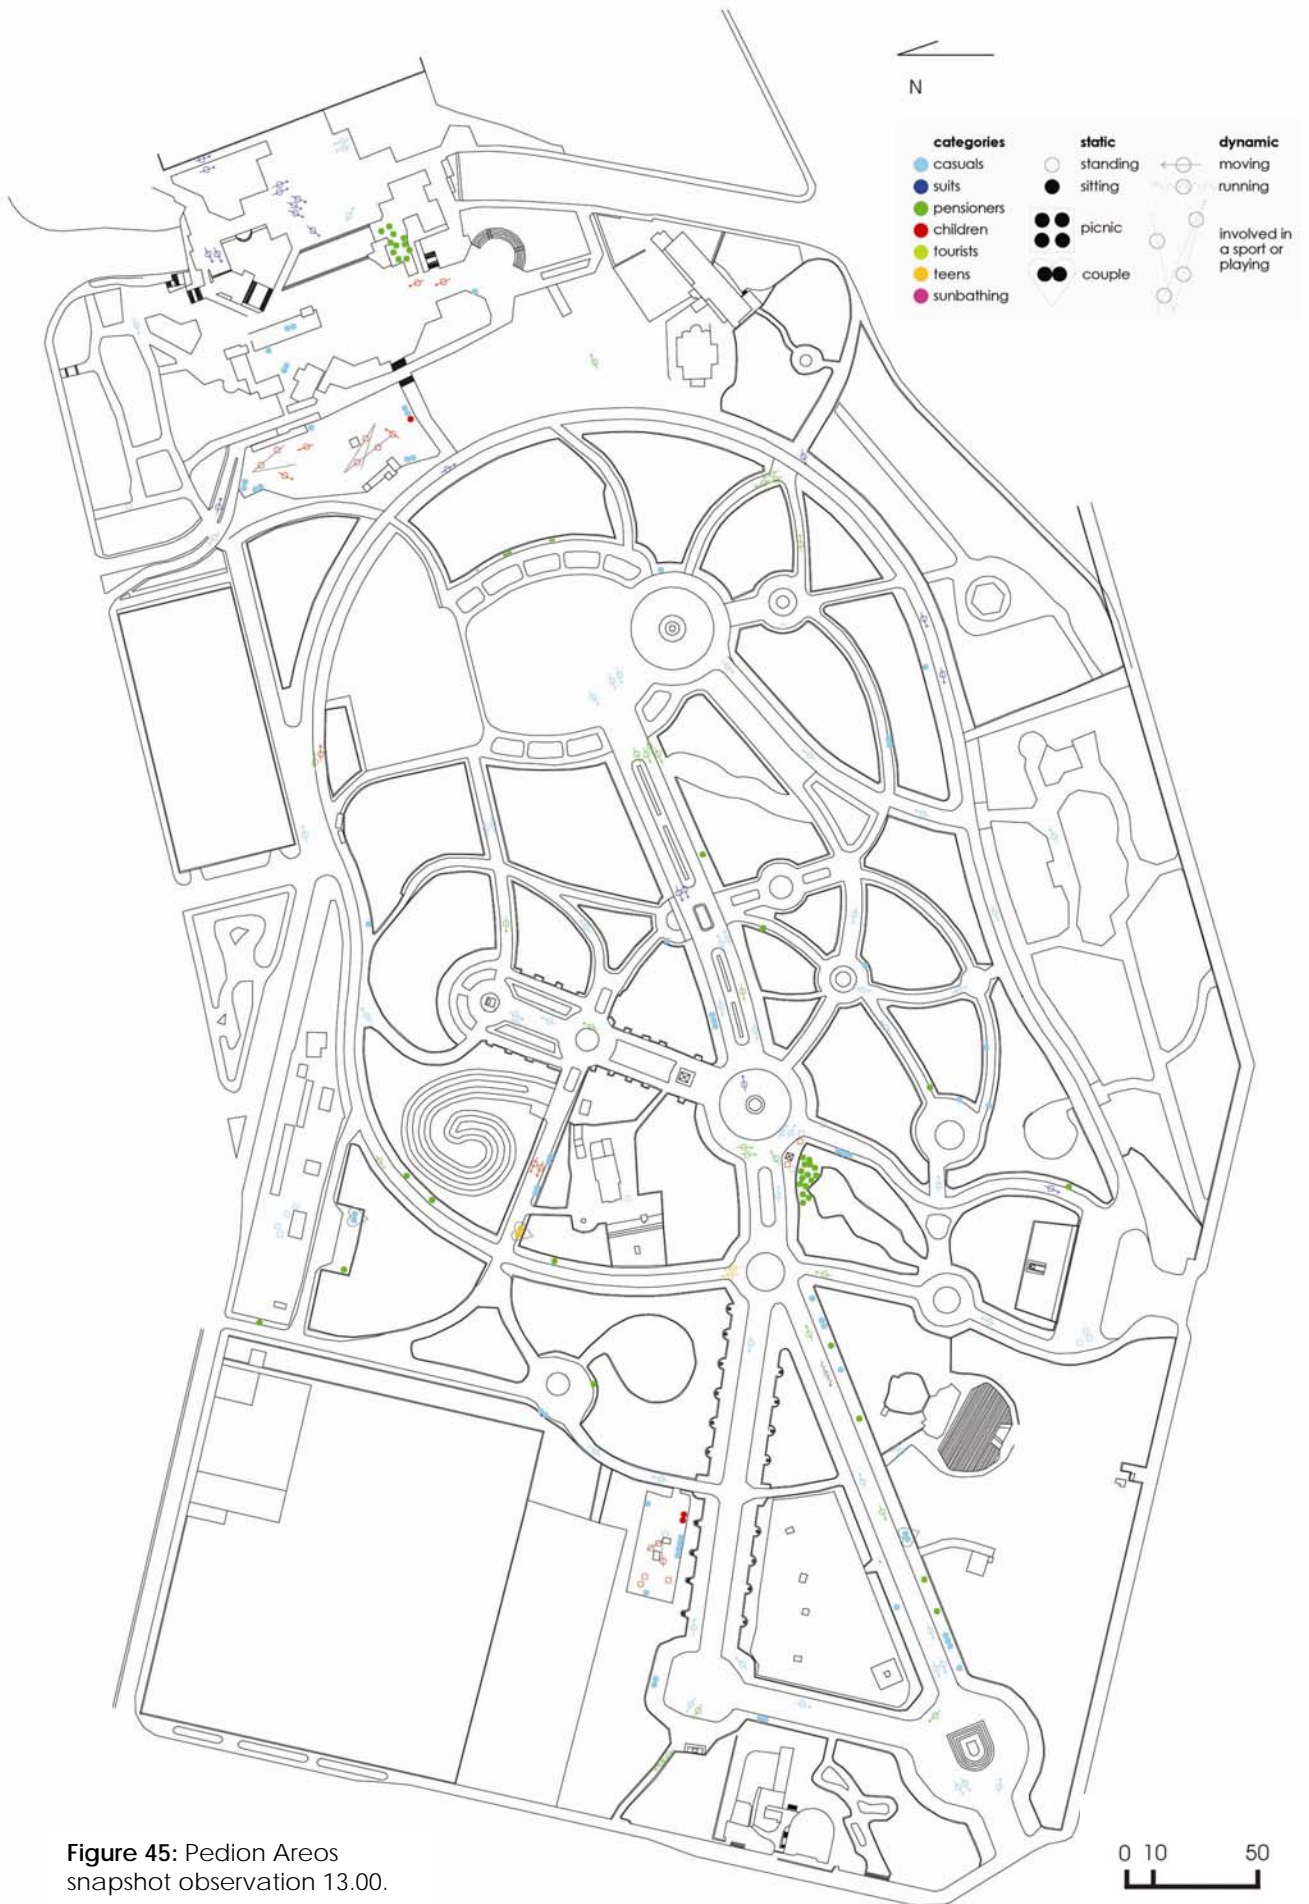 N
categories
casuals
suits
pensioners
children
tourists
teens
sunbathing
static
standing
sitting
picnic
couple
dynamic
moving
running
involved in
a sport or
playing
Figure 45: Pedion Areos
snapshot observation 13.00.
0 10 50